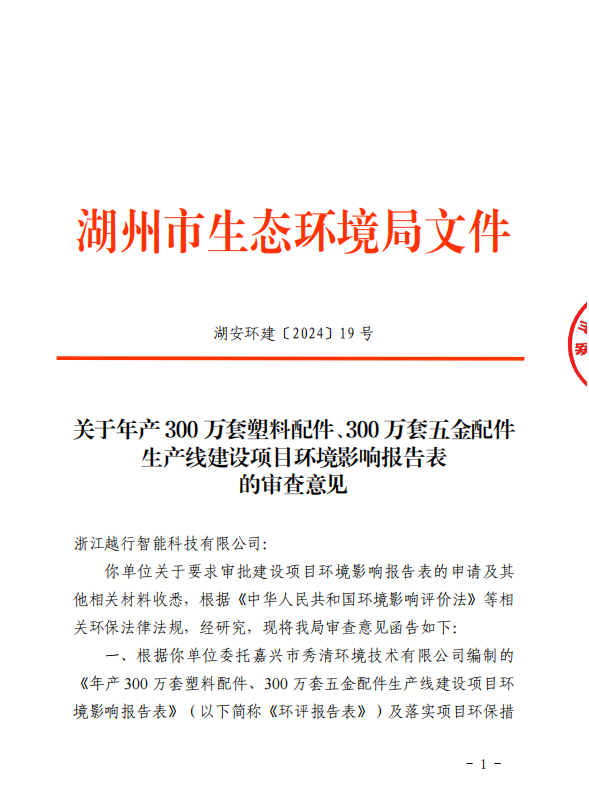 湖州市生态环境局文件
湖安环建〔2024〕19 号
关于年产 300 万套塑料配件、300 万套五金配件
生产线建设项目环境影响报告表
的审查意见
浙江越行智能科技有限公司：
你单位关于要求审批建设项目环境影响报告表的申请及其
他相关材料收悉，根据《中华人民共和国环境影响评价法》等相
关环保法律法规，经研究，现将我局审查意见函告如下：
一、根据你单位委托嘉兴市秀清环境技术有限公司编制的
《年产 300 万套塑料配件、300 万套五金配件生产线建设项目环
境影响报告表》（以下简称《环评报告表》）及落实项目环保措
- 1 -